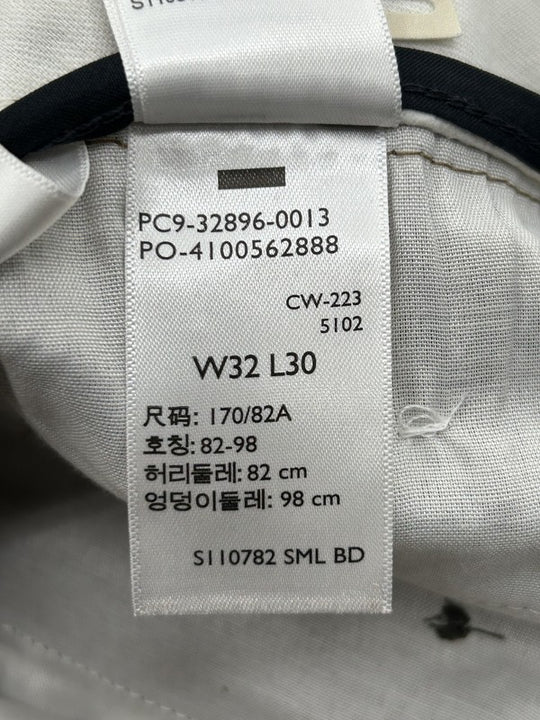 PC9-32896-0013
PO-4100562888
CW-223
5102
W32 L30
尺码: 170/82A
호칭: 82-98
허리둘레: 82 cm
엉덩이둘레: 98 cm
S110782 SML BD